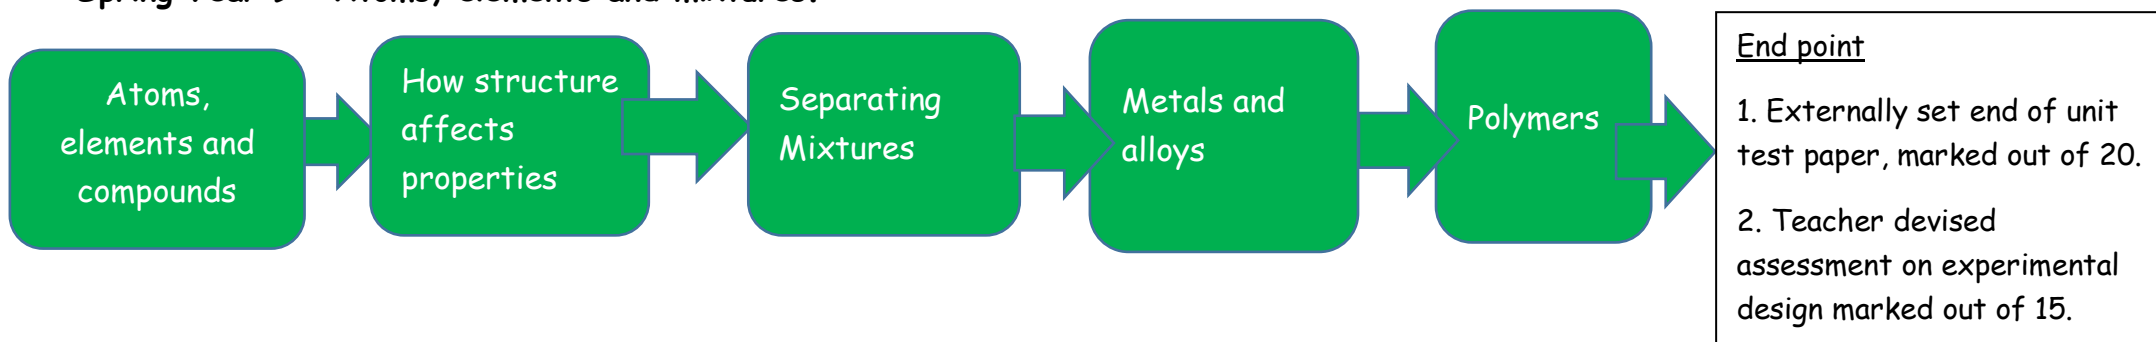 Atoms,
elements and
compounds
How structure
affects
properties
Separating
Mixtures
Metals and
alloys
Polymers
End point
1. Externally set end of unit
test paper, marked out of 20.
2. Teacher devised
assessment on experimental
design marked out of 15.